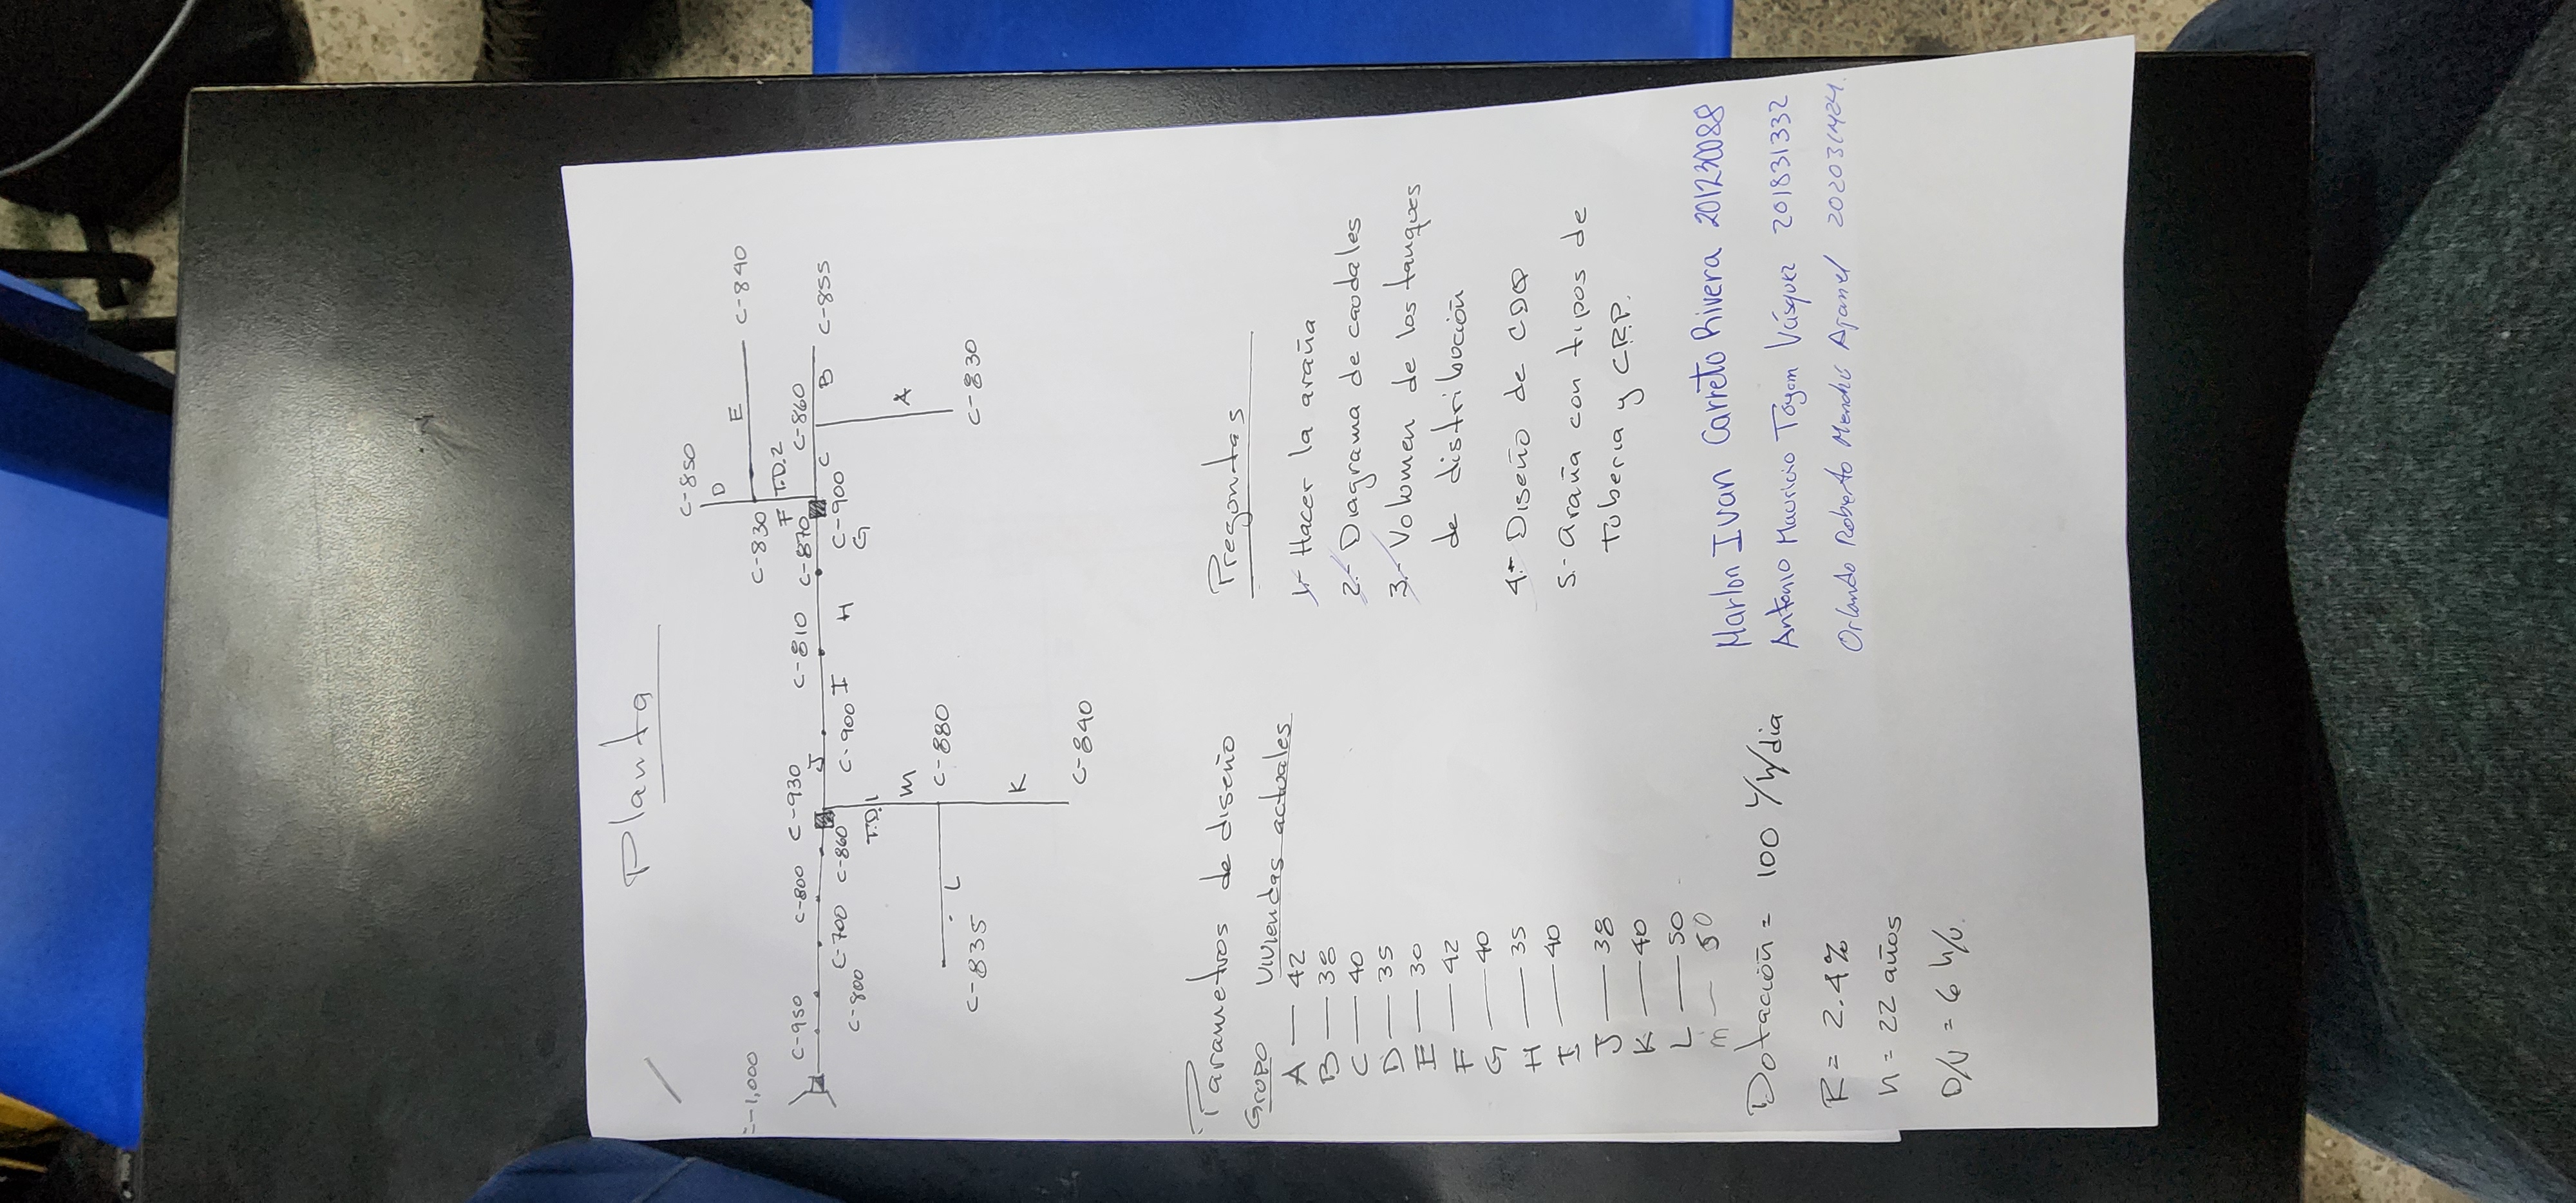 Planta
C-850
D
=-1,000
E
C-840
C-830
F T.D.2
C-950
C-800
C-930
J
C-810
C-870
C-860
C-800
C-700
C-860
C-900
I
H
C-900
C
B
C-855
G
T.D.1
M
A
L
C-880
C-835
C-830
K
C-840
Parametros de diseño
Grupo Viviendas actuales
A — 42
B — 38
C — 40
D — 35
E — 30
F — 42
G — 40
H — 35
I — 40
J — 38
K — 40
L — 50
m — 50
Dotación = 100 l/h/dia
R = 2.4%
n = 22 años
D/v = 6 h/v.
Preguntas
1.- Hacer la araña
2.- Diagrama de caudales
3.- Volumen de los tanques
de distribución
4.- Diseño de CDQ
5.- araña con tipos de
Tuberia y C.R.P.
Marlon Ivan Carreto Rivera 201230088
Antonio Mauricio Toyom Vásquez 201831332
Orlando Roberto Menchú